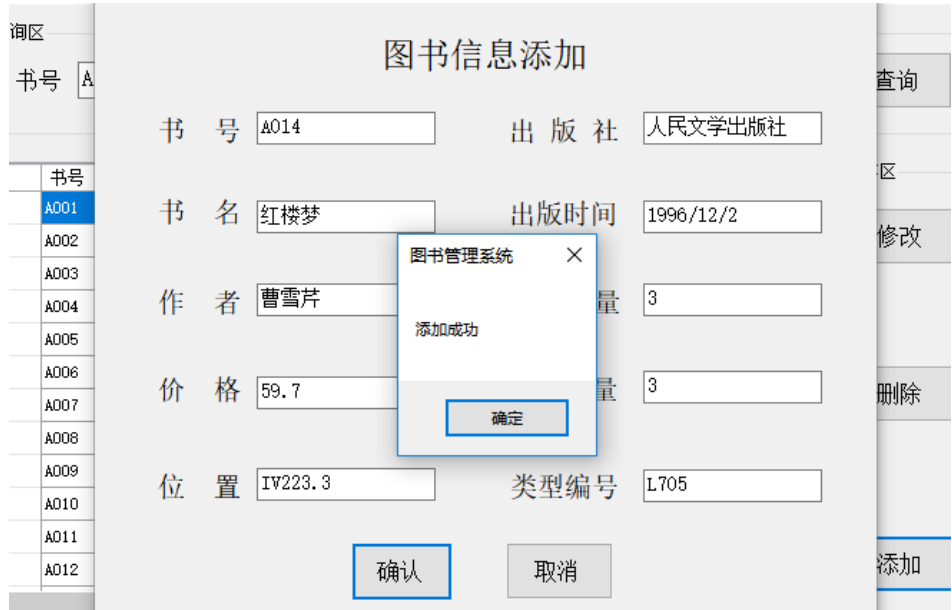 询区
图书信息添加
书号 A
查询
书 号 A014 出 版 社 人民文学出版社
书号
区
A001
书 名 红楼梦 出版时间 1996/12/2
A002
修改
图书管理系统
A003
作 者 曹雪芹 量 3
A004
添加成功
A005
A006
价 格 59.7 量 3
删除
A007
确定
A008
A009
位 置 IV223.3 类型编号 L705
A010
A011
A012
确认 取消
添加